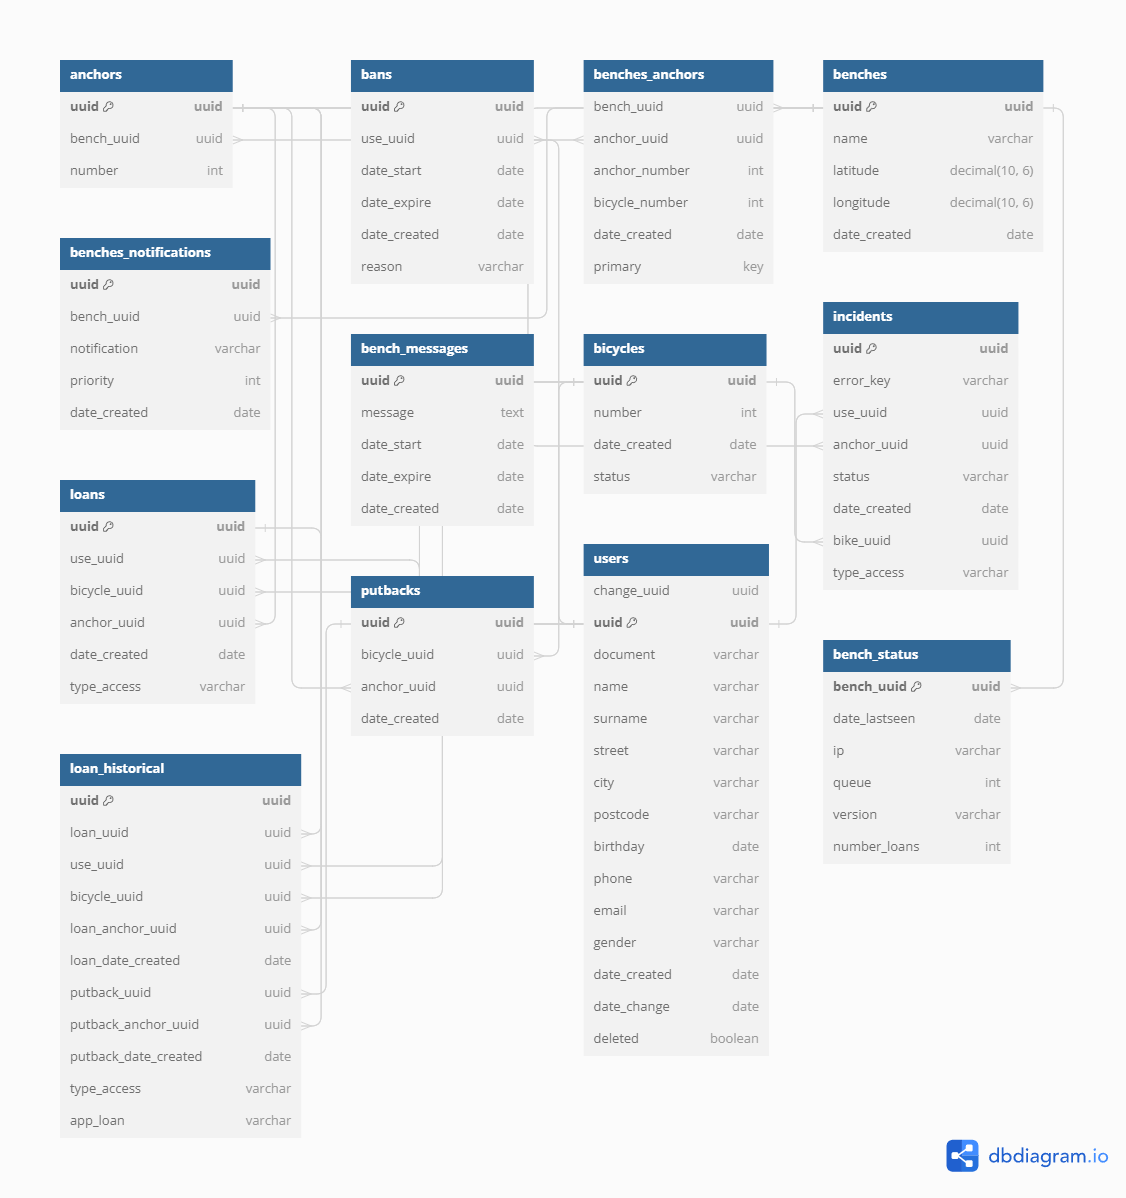 anchors
uuid uuid
bench_uuid uuid
number int
benches_notifications
uuid uuid
bench_uuid uuid
notification varchar
priority int
date_created date
loans
uuid uuid
use_uuid uuid
bicycle_uuid uuid
anchor_uuid uuid
date_created date
type_access varchar
loan_historical
uuid uuid
loan_uuid uuid
use_uuid uuid
bicycle_uuid uuid
loan_anchor_uuid uuid
loan_date_created date
putback_uuid uuid
putback_anchor_uuid uuid
putback_date_created date
type_access varchar
app_loan varchar
bans
uuid uuid
use_uuid uuid
date_start date
date_expire date
date_created date
reason varchar
bench_messages
uuid uuid
message text
date_start date
date_expire date
date_created date
putbacks
uuid uuid
bicycle_uuid uuid
anchor_uuid uuid
date_created date
benches_anchors
bench_uuid uuid
anchor_uuid uuid
anchor_number int
bicycle_number int
date_created date
primary key
bicycles
uuid uuid
number int
date_created date
status varchar
users
change_uuid uuid
uuid uuid
document varchar
name varchar
surname varchar
street varchar
city varchar
postcode varchar
birthday date
phone varchar
email varchar
gender varchar
date_created date
date_change date
deleted boolean
benches
uuid uuid
name varchar
latitude decimal(10, 6)
longitude decimal(10, 6)
date_created date
incidents
uuid uuid
error_key varchar
use_uuid uuid
anchor_uuid uuid
status varchar
date_created date
bike_uuid uuid
type_access varchar
bench_status
bench_uuid uuid
date_lastseen date
ip varchar
queue int
version varchar
number_loans int
dbdiagram.io